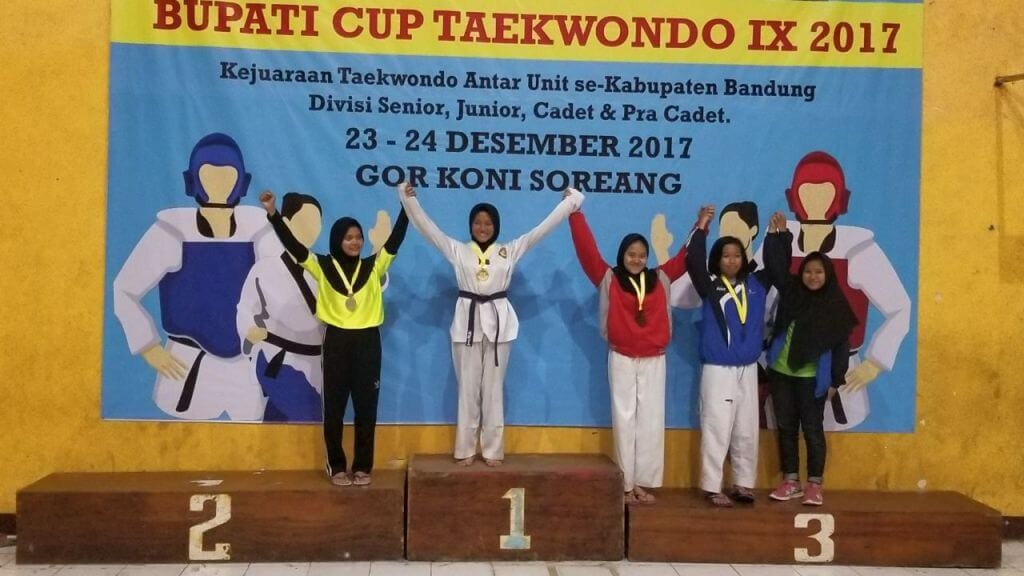 BUPATI CUP TAEKWONDO IX 2017
Kejuaraan Taekwondo Antar Unit se-Kabupaten Bandung
Divisi Senior, Junior, Cadet & Pra Cadet.
23 - 24 DESEMBER 2017
GOR KONI SOREANG
2
1
3